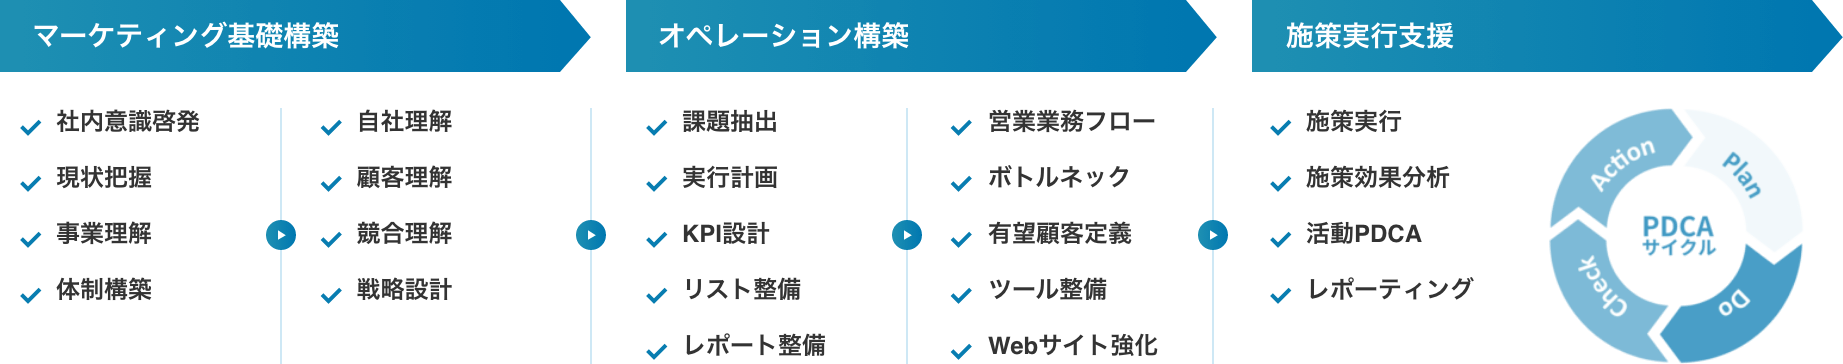 マーケティング基礎構築
社内意識啓発
現状把握
事業理解
体制構築
自社理解
顧客理解
競合理解
戦略設計
オペレーション構築
課題抽出
実行計画
KPI設計
リスト整備
レポート整備
営業業務フロー
ボトルネック
有望顧客定義
ツール整備
Webサイト強化
施策実行支援
施策実行
施策効果分析
活動PDCA
レポーティング
Plan
Do
Check
Action
PDCA
サイクル